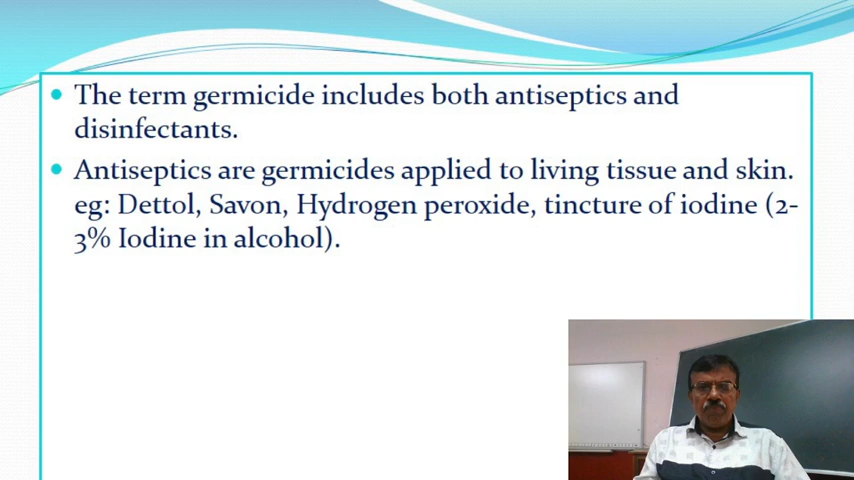 The term germicide includes both antiseptics and
disinfectants.
Antiseptics are germicides applied to living tissue and skin.
eg: Dettol, Savon, Hydrogen peroxide, tincture of iodine (2-
3% Iodine in alcohol).